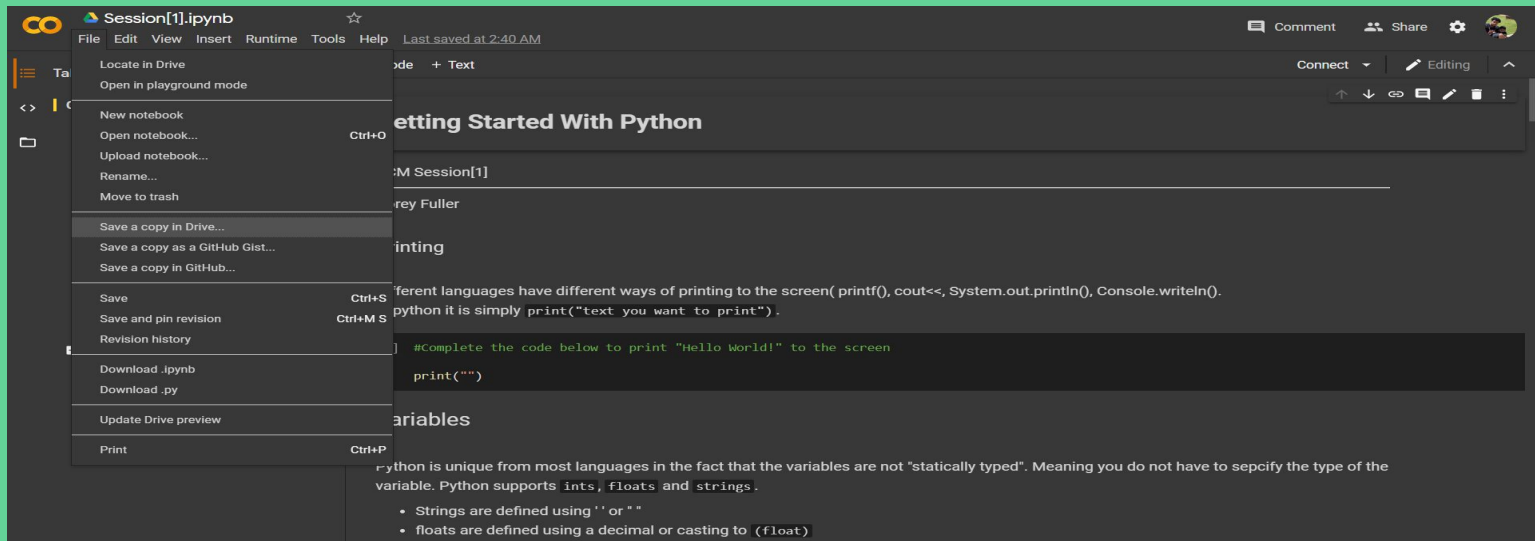 Session[1].ipynb
File Edit View Insert Runtime Tools Help Last saved at 2:40 AM
Comment Share
+ Text
Connect Editing
Locate in Drive
Open in playground mode
New notebook
Open notebook... Ctrl+O
Upload notebook...
Rename...
Move to trash
Save a copy in Drive...
Save a copy as a GitHub Gist...
Save a copy in GitHub...
Save Ctrl+S
Save and pin revision Ctrl+M S
Revision history
Download .ipynb
Download .py
Update Drive preview
Print Ctrl+P
etting Started With Python
Session[1]
rey Fuller
inting
fferent languages have different ways of printing to the screen( printf(), cout<<, System.out.println(), Console.writeln().
python it is simply print("text you want to print").
] #Complete the code below to print "Hello World!" to the screen
print("")
ariables
Python is unique from most languages in the fact that the variables are not "statically typed". Meaning you do not have to sepcify the type of the
variable. Python supports ints, floats and strings.
• Strings are defined using ' ' or " "
• floats are defined using a decimal or casting to (float)